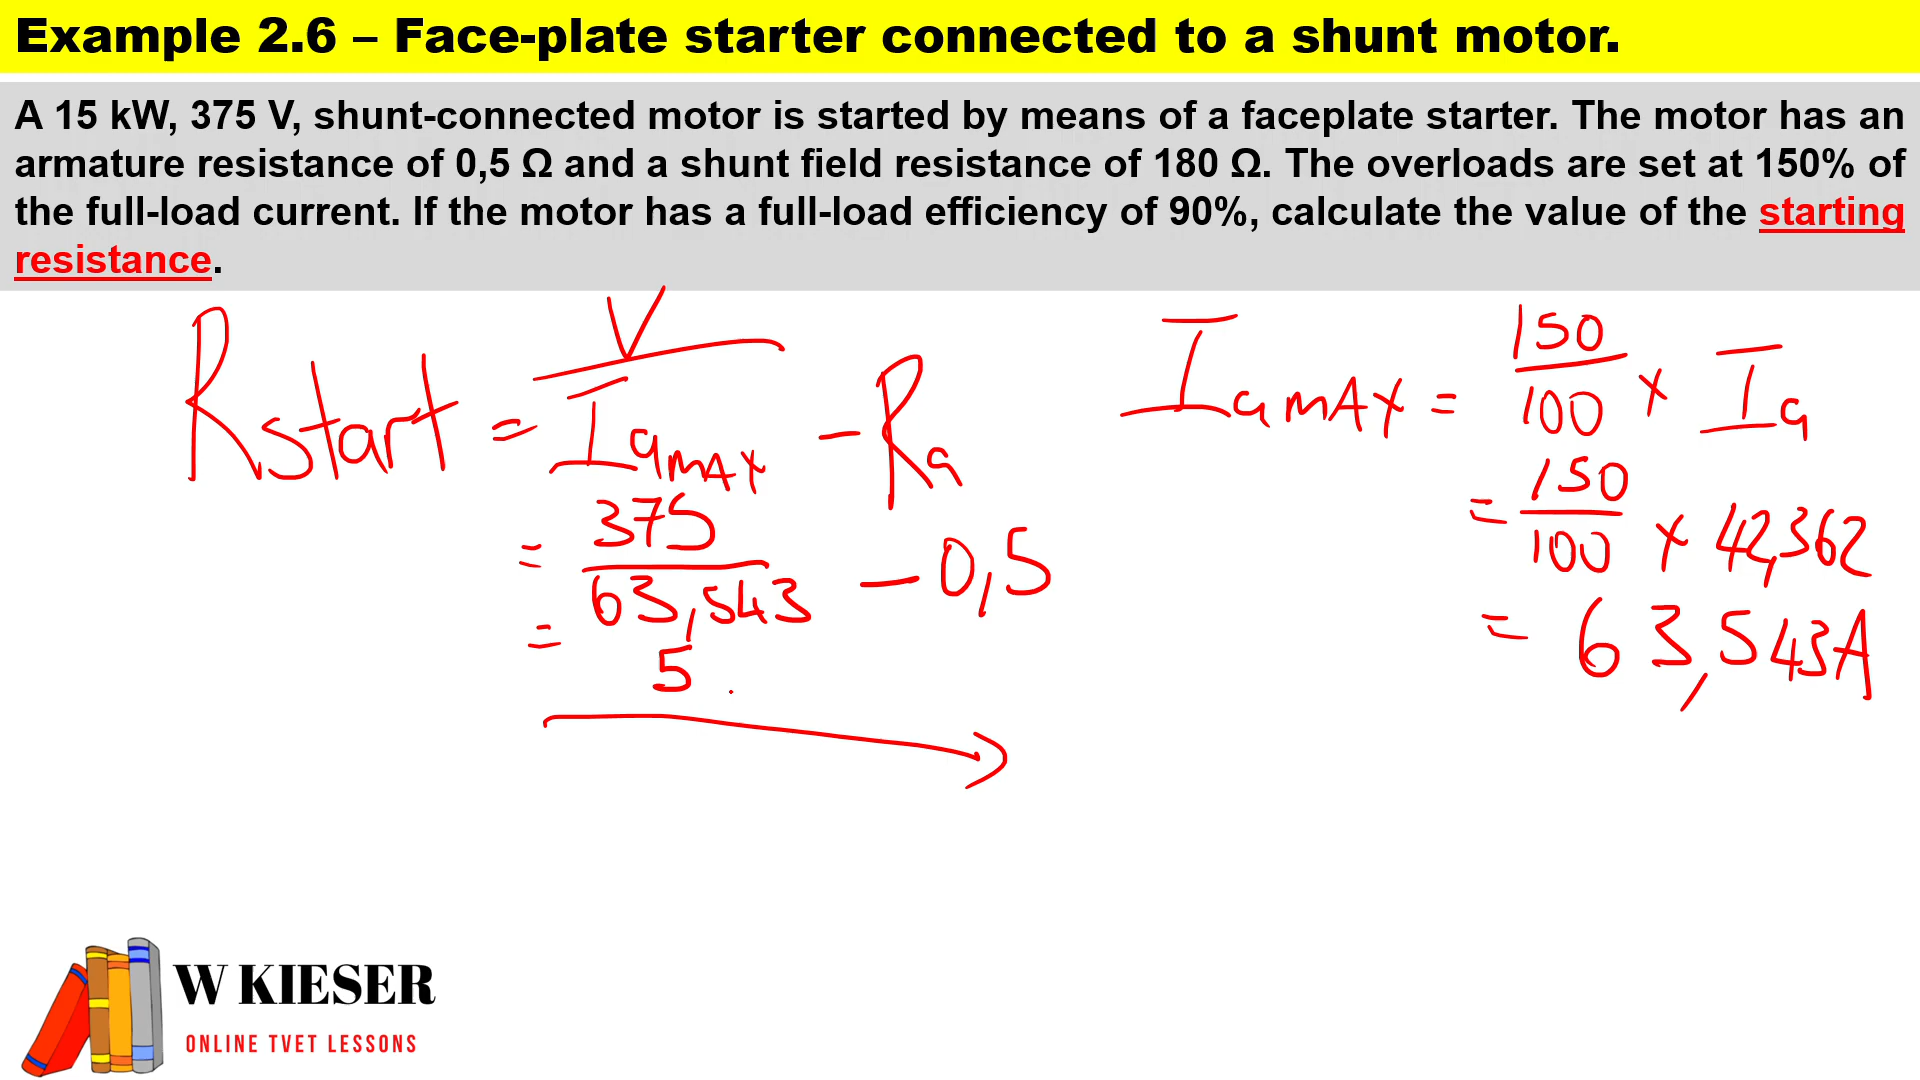 Example 2.6 – Face-plate starter connected to a shunt motor.
A 15 kW, 375 V, shunt-connected motor is started by means of a faceplate starter. The motor has an
armature resistance of 0,5 Ω and a shunt field resistance of 180 Ω. The overloads are set at 150% of
the full-load current. If the motor has a full-load efficiency of 90%, calculate the value of the starting
resistance.
Rstart = V / Iamax - Ra
= 375 / 63,543 - 0,5
= 5
Iamax = 150 / 100 x Ia
= 150 / 100 x 42,362
= 63,543A
W KIESER
ONLINE TVET LESSONS